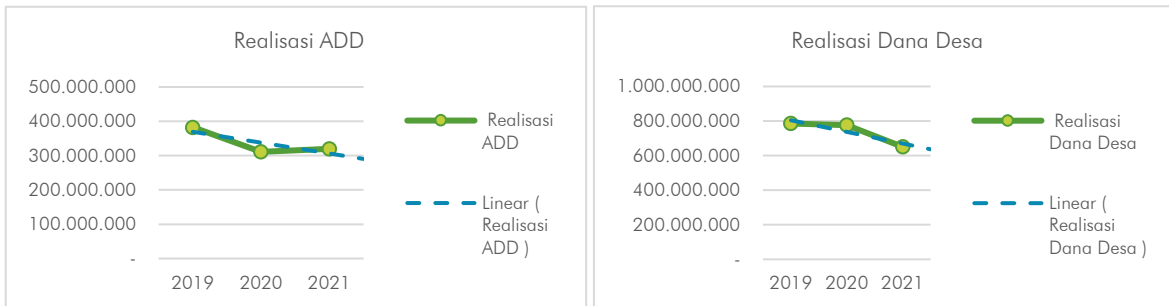 Realisasi ADD
500.000.000
400.000.000
300.000.000
200.000.000
100.000.000
-
2019 2020 2021
Realisasi
ADD
Linear (
Realisasi
ADD )
Realisasi Dana Desa
1.000.000.000
800.000.000
600.000.000
400.000.000
200.000.000
-
2019 2020 2021
Realisasi
Dana Desa
Linear (
Realisasi
Dana Desa )